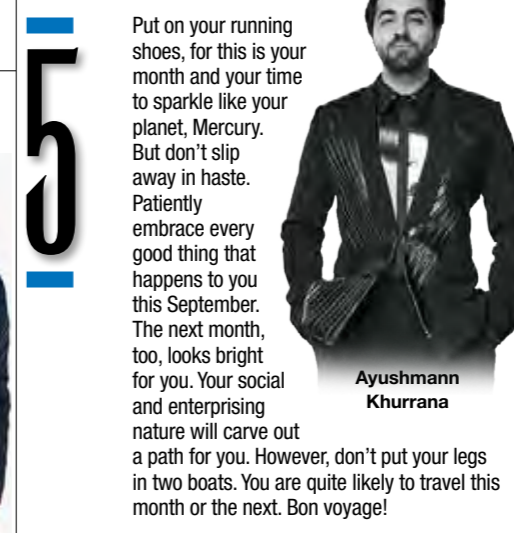 5
Put on your running
shoes, for this is your
month and your time
to sparkle like your
planet, Mercury.
But don’t slip
away in haste.
Patiently
embrace every
good thing that
happens to you
this September.
The next month,
too, looks bright
for you. Your social
and enterprising
nature will carve out
a path for you. However, don’t put your legs
in two boats. You are quite likely to travel this
month or the next. Bon voyage!
Ayushmann
Khurrana